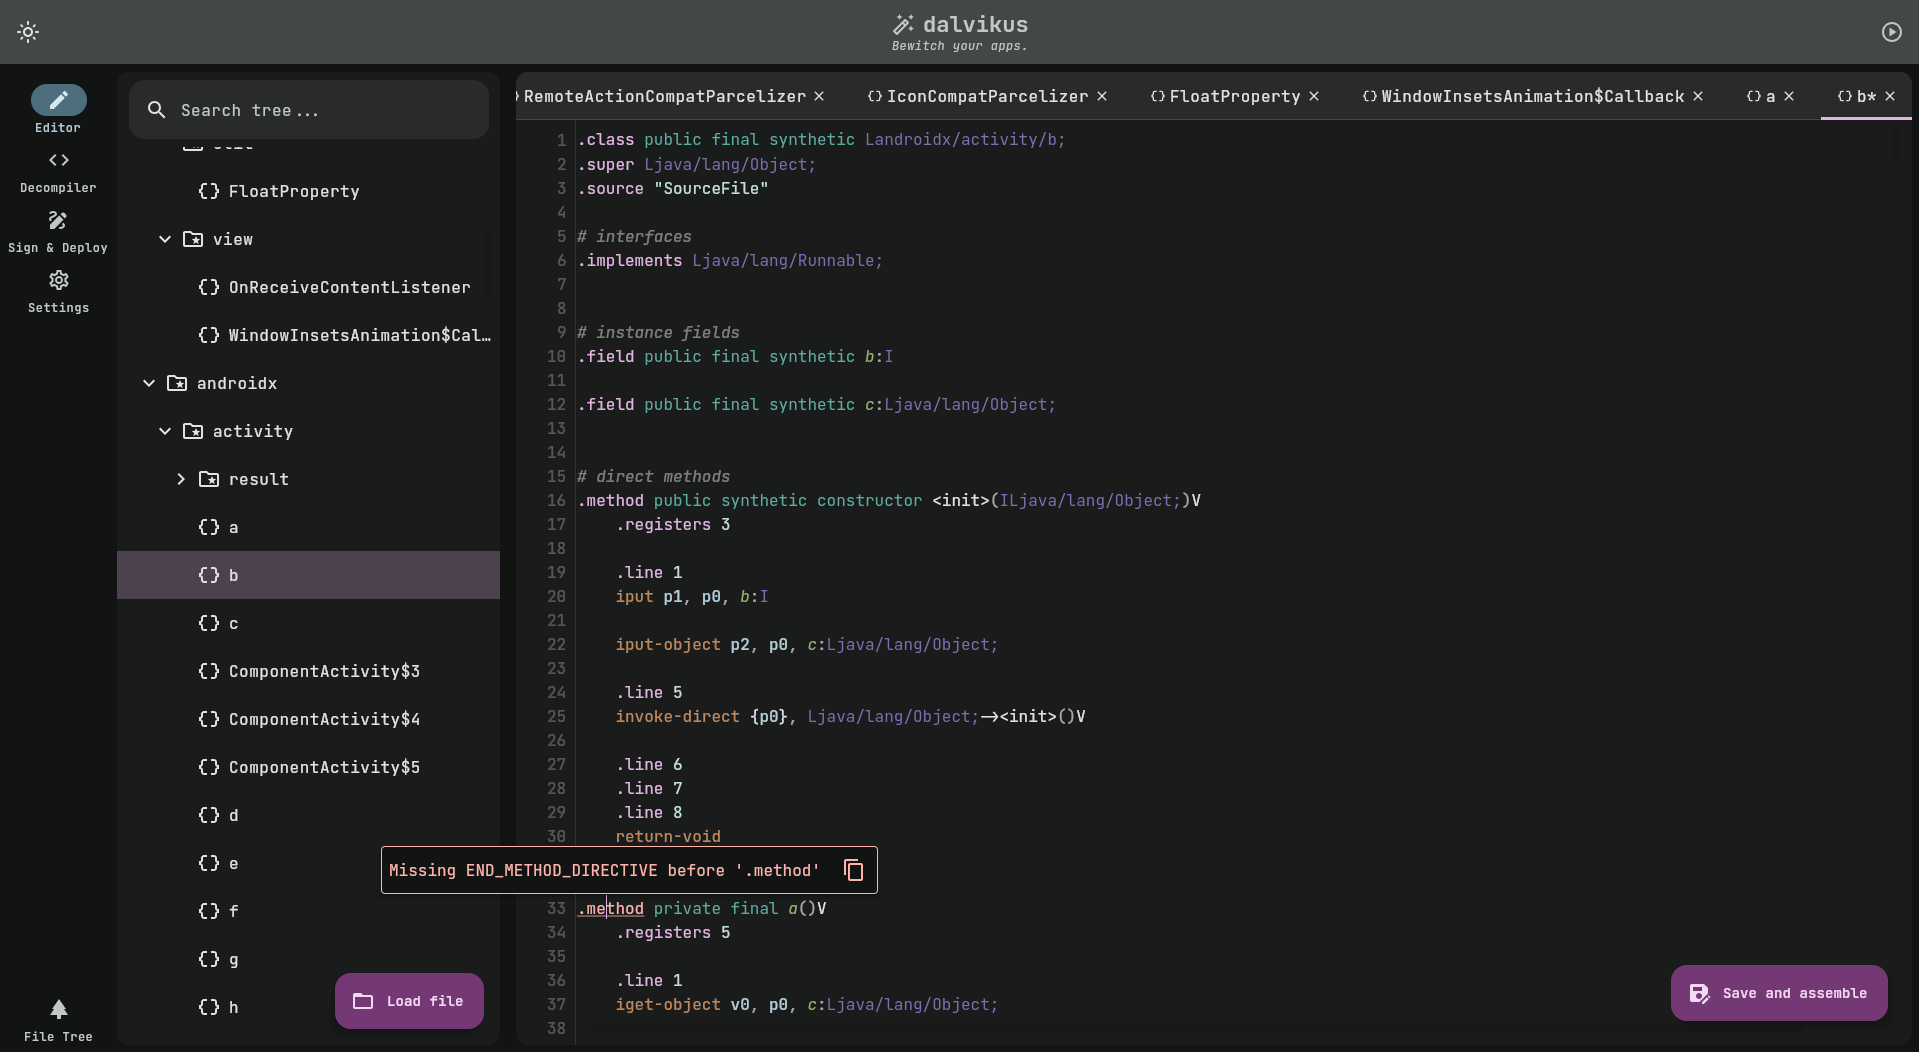 dalvikus
Bewitch your apps.
Editor
Decompiler
Sign & Deploy
Settings
File Tree
Search tree...
FloatProperty
view
OnReceiveContentListener
WindowInsetsAnimation$Cal…
androidx
activity
result
a
b
c
ComponentActivity$3
ComponentActivity$4
ComponentActivity$5
d
e
f
g
h
Load file
RemoteActionCompatParcelizer × {} IconCompatParcelizer × {} FloatProperty × {} WindowInsetsAnimation$Callback × {} a × {} b* ×
1 .class public final synthetic Landroidx/activity/b;
2 .super Ljava/lang/Object;
3 .source "SourceFile"
4
5 # interfaces
6 .implements Ljava/lang/Runnable;
7
8
9 # instance fields
10 .field public final synthetic b:I
11
12 .field public final synthetic c:Ljava/lang/Object;
13
14
15 # direct methods
16 .method public synthetic constructor <init>(ILjava/lang/Object;)V
17 .registers 3
18
19 .line 1
20 iput p1, p0, b:I
21
22 iput-object p2, p0, c:Ljava/lang/Object;
23
24 .line 5
25 invoke-direct {p0}, Ljava/lang/Object;-><init>()V
26
27 .line 6
28 .line 7
29 .line 8
30 return-void
Missing END_METHOD_DIRECTIVE before '.method'
33 .method private final a()V
34 .registers 5
35
36 .line 1
37 iget-object v0, p0, c:Ljava/lang/Object;
38
Save and assemble